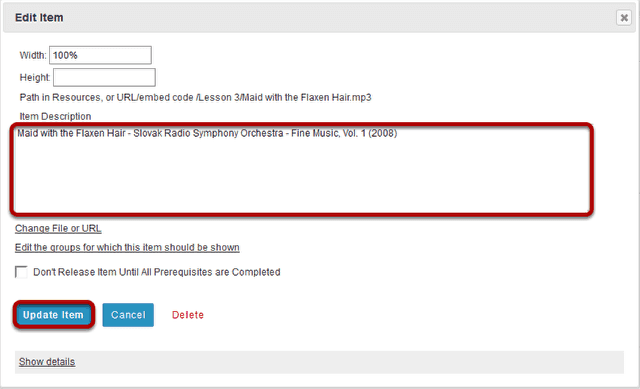 Edit Item
Width: 100%
Height:
Path in Resources, or URL/embed code /Lesson 3/Maid with the Flaxen Hair.mp3
Item Description
Maid with the Flaxen Hair - Slovak Radio Symphony Orchestra - Fine Music, Vol. 1 (2008)
Change File or URL
Edit the groups for which this item should be shown
Don't Release Item Until All Prerequisites are Completed
Update Item Cancel Delete
Show details